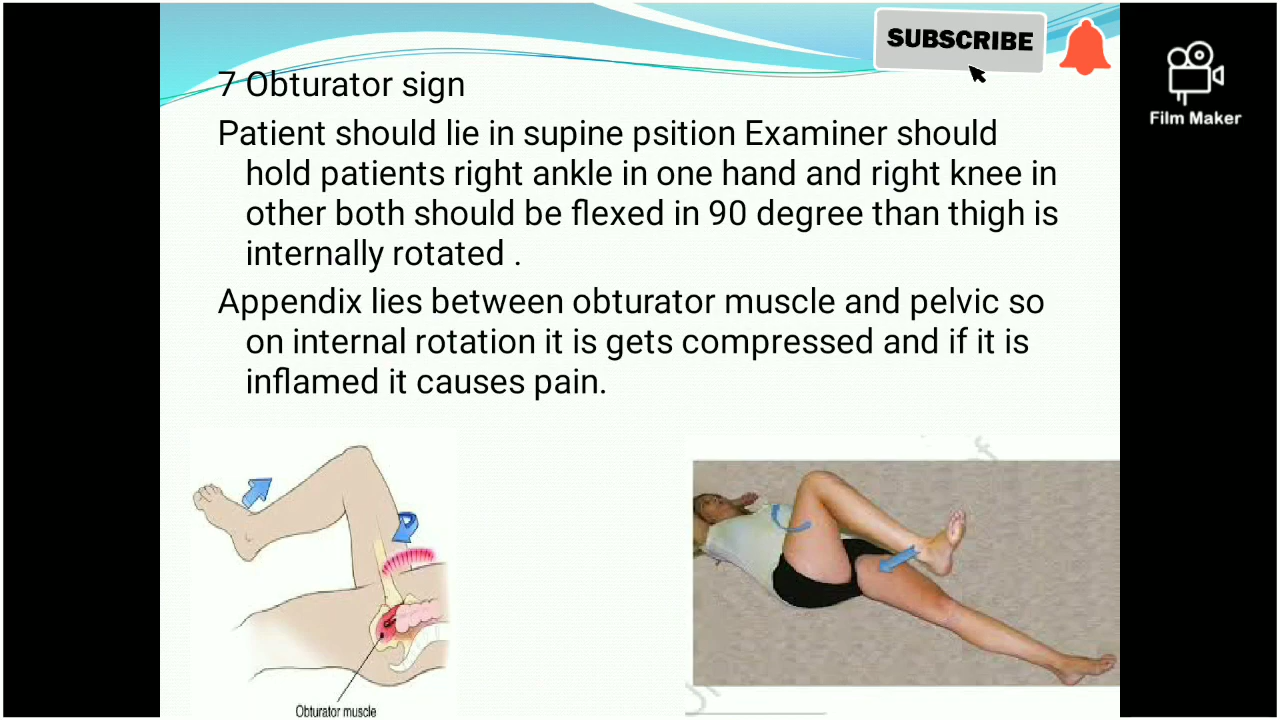 SUBSCRIBE
Film Maker
7 Obturator sign
Patient should lie in supine psition Examiner should
hold patients right ankle in one hand and right knee in
other both should be flexed in 90 degree than thigh is
internally rotated .
Appendix lies between obturator muscle and pelvic so
on internal rotation it is gets compressed and if it is
inflamed it causes pain.
Obturator muscle